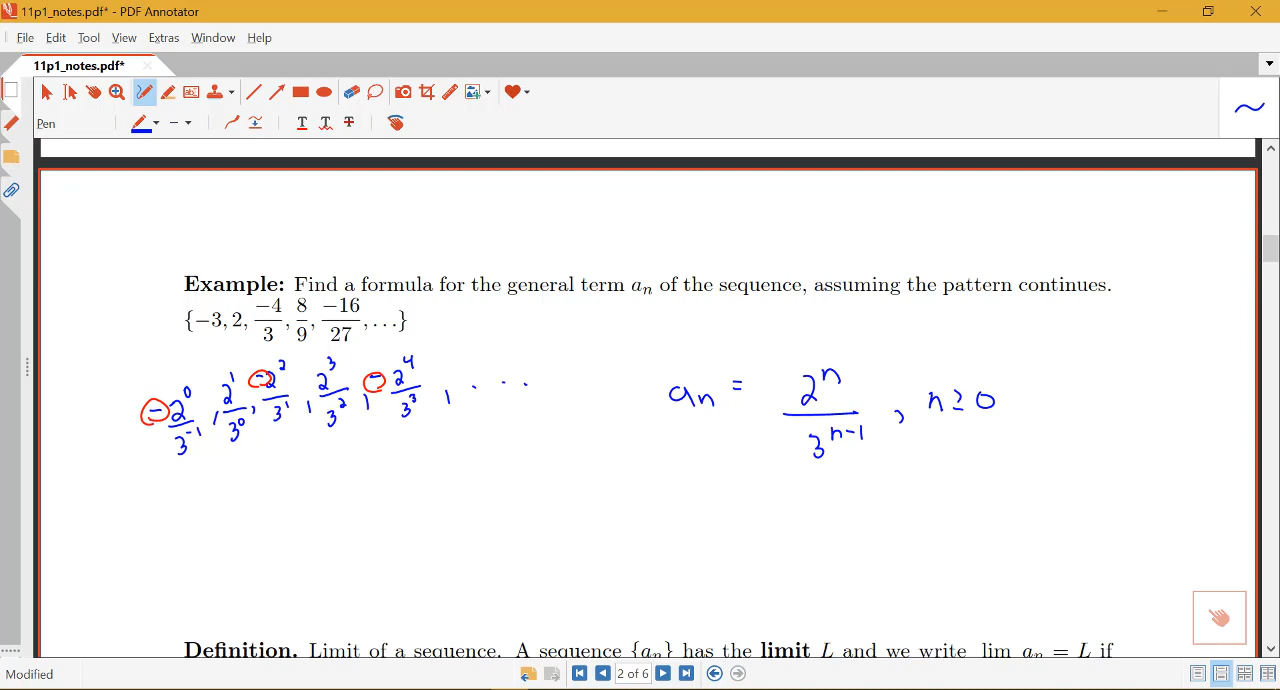 11p1_notes.pdf* - PDF Annotator
File Edit Tool View Extras Window Help
11p1_notes.pdf*
Pen
Example: Find a formula for the general term aₙ of the sequence, assuming the pattern continues.
{−3, 2, −4/3, 8/9, −16/27, …}
−2⁰/3⁻¹, 2¹/3⁰, −2²/3¹, 2³/3², −2⁴/3³, . . . .
aₙ = 2ⁿ/3ⁿ⁻¹, n ≥ 0
Definition. Limit of a sequence. A sequence {aₙ} has the limit L and we write lim aₙ = L if
Modified
2 of 6